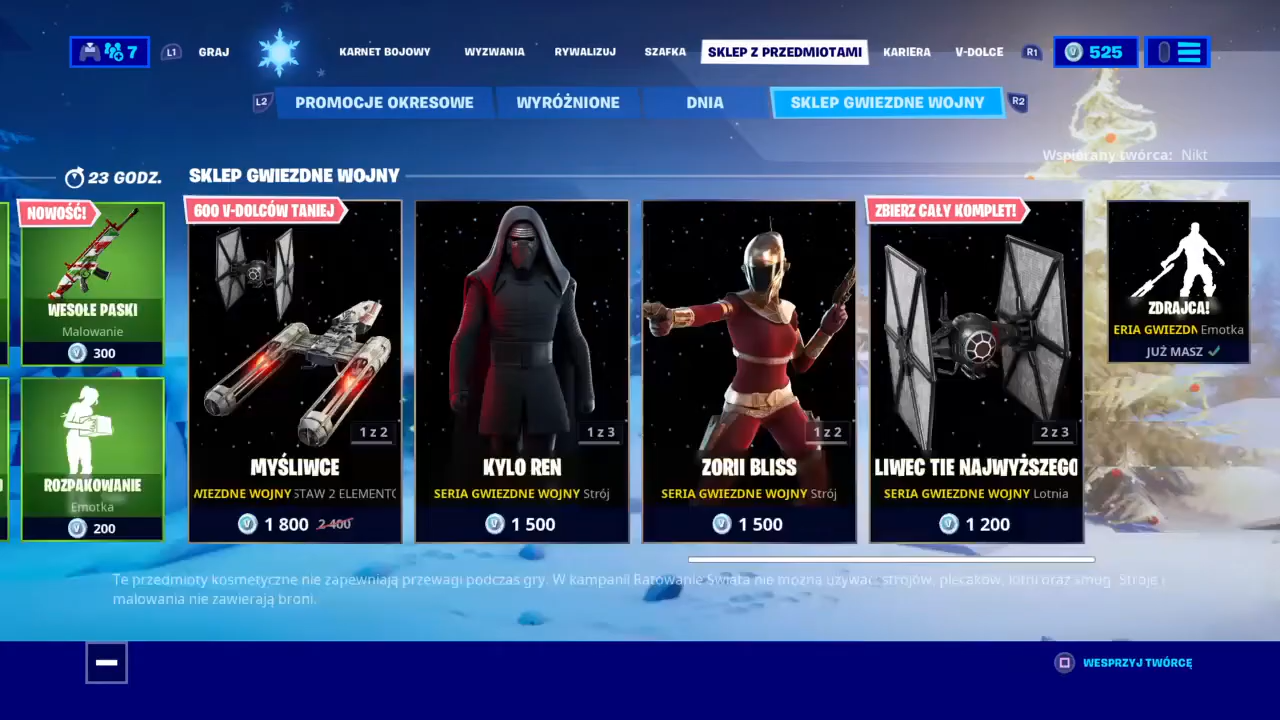 7
L1
GRAJ
KARNET BOJOWY
WYZWANIA
RYWALIZUJ
SZAFKA
SKLEP Z PRZEDMIOTAMI
KARIERA
V-DOLCE
R1
525
L2
PROMOCJE OKRESOWE
WYRÓŻNIONE
DNIA
SKLEP GWIEZDNE WOJNY
R2
Wspierany twórca: Nikt
23 GODZ.
SKLEP GWIEZDNE WOJNY
NOWOŚĆ!
WESOŁE PASKI
Malowanie
300
ROZPAKOWANIE
Emotka
200
600 V-DOLCÓW TANIEJ
1 z 2
MYŚLIWCE
WIEZDNE WOJNY STAW 2 ELEMENTÓ
1 800 2 400
1 z 3
KYLO REN
SERIA GWIEZDNE WOJNY Strój
1 500
1 z 2
ZORII BLISS
SERIA GWIEZDNE WOJNY Strój
1 500
ZBIERZ CAŁY KOMPLET!
2 z 3
LIWEC TIE NAJWYŻSZEGO
SERIA GWIEZDNE WOJNY Lotnia
1 200
ZDRAJCA!
ERIA GWIEZDN Emotka
JUŻ MASZ
Te przedmioty kosmetyczne nie zapewniają przewagi podczas gry. W kampanii Ratowanie Świata nie można używać: strojów, plecaków, lotni oraz smug. Stroje i
malowania nie zawierają broni.
WESPRZYJ TWÓRCĘ